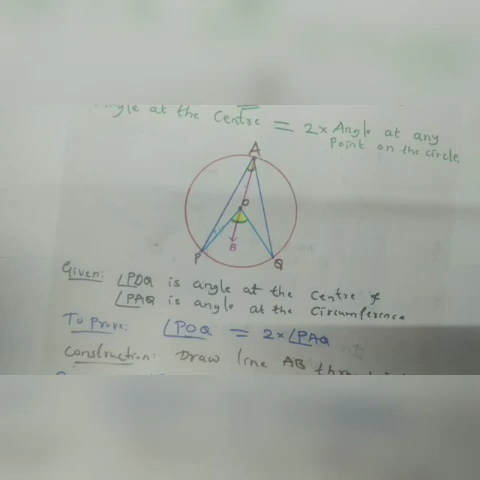 Angle at the Centre = 2x Angle at any
Point on the circle
A
O
B
P
Q
Given: ∠POQ is angle at the centre &
∠PAQ is angle at the Circumference
To prove: ∠POQ = 2x∠PAQ
Construction: Draw line AB